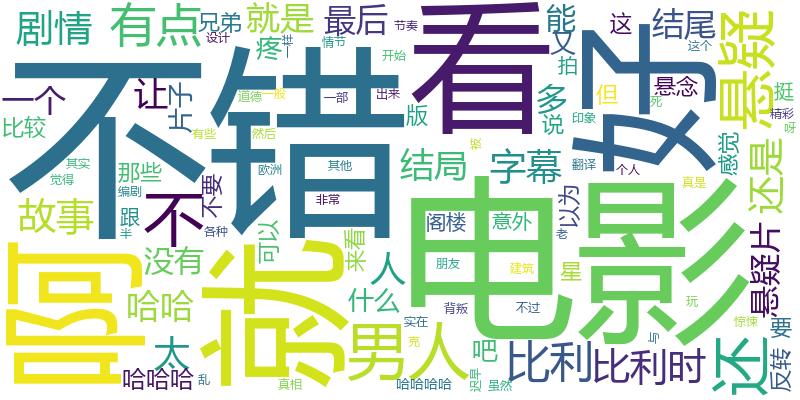 剧情
有点
兄弟
就是
最后
节奏
能
这
结尾
悬疑
设计
一种
情节
疼
又
这个
不错
看
好
开始
拍
一个
让
片子
道德
一般
一部
出来
版
多
但
悬念
挺
比较
有些
然后
说
印象
死
精彩
呀
其实
那些
欧洲
其他
结局
字幕
翻译
个人
感觉
还是
觉得
编剧
不要
非常
以为
真是
故事
跟
不
半
各种
可以
阁楼
意外
老
电影
啊
就
没有
来看
人
朋友
建筑
星
悬疑片
哈哈
什么
背叛
不过
玩
惊悚
太
男人
实在
亮
吧
比利
比利时
与
还
要
反转
哈哈哈
乱
真相
哈哈哈哈
迟早
虽然